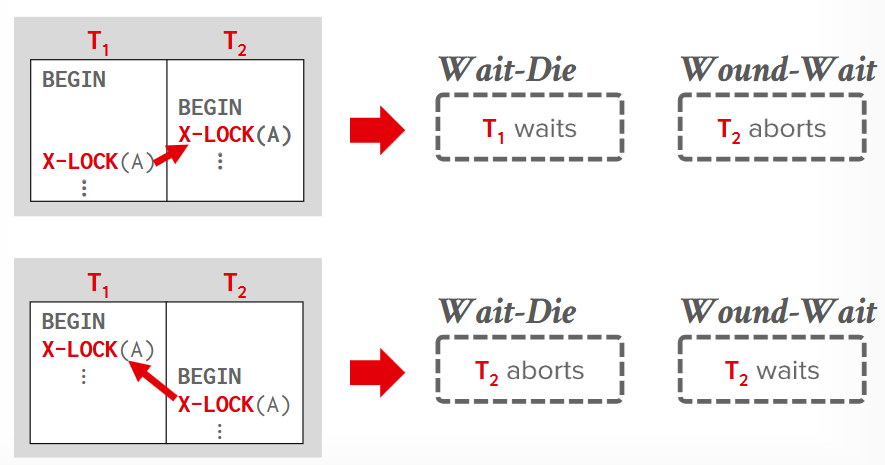 T₁ T₂
BEGIN
BEGIN
X-LOCK(A)
X-LOCK(A)
⋮
⋮
Wait-Die
T₁ waits
Wound-Wait
T₂ aborts
T₁ T₂
BEGIN
X-LOCK(A)
⋮
BEGIN
X-LOCK(A)
⋮
Wait-Die
T₂ aborts
Wound-Wait
T₂ waits